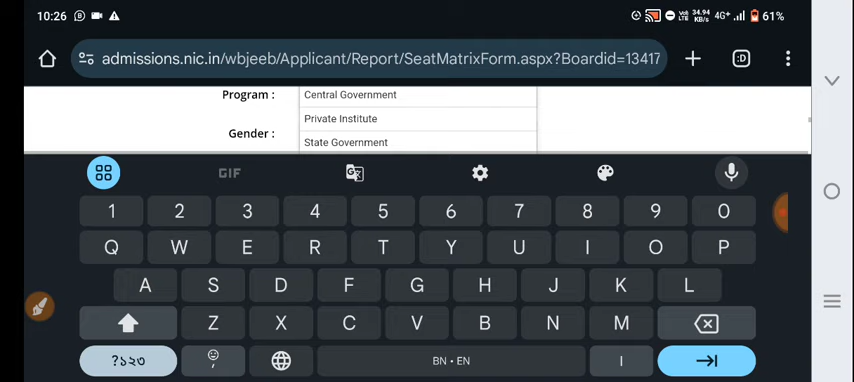 10:26
Vo LTE 34.94 KB/S 4G+ 61%
admissions.nic.in/wbjeeb/Applicant/Report/SeatMatrixForm.aspx?Boardid=13417
:D
Program :
Central Government
Private Institute
Gender :
State Government
GIF
1 2 3 4 5 6 7 8 9 0
Q W E R T Y U I O P
A S D F G H J K L
Z X C V B N M
?১২৩ , BN • EN ।